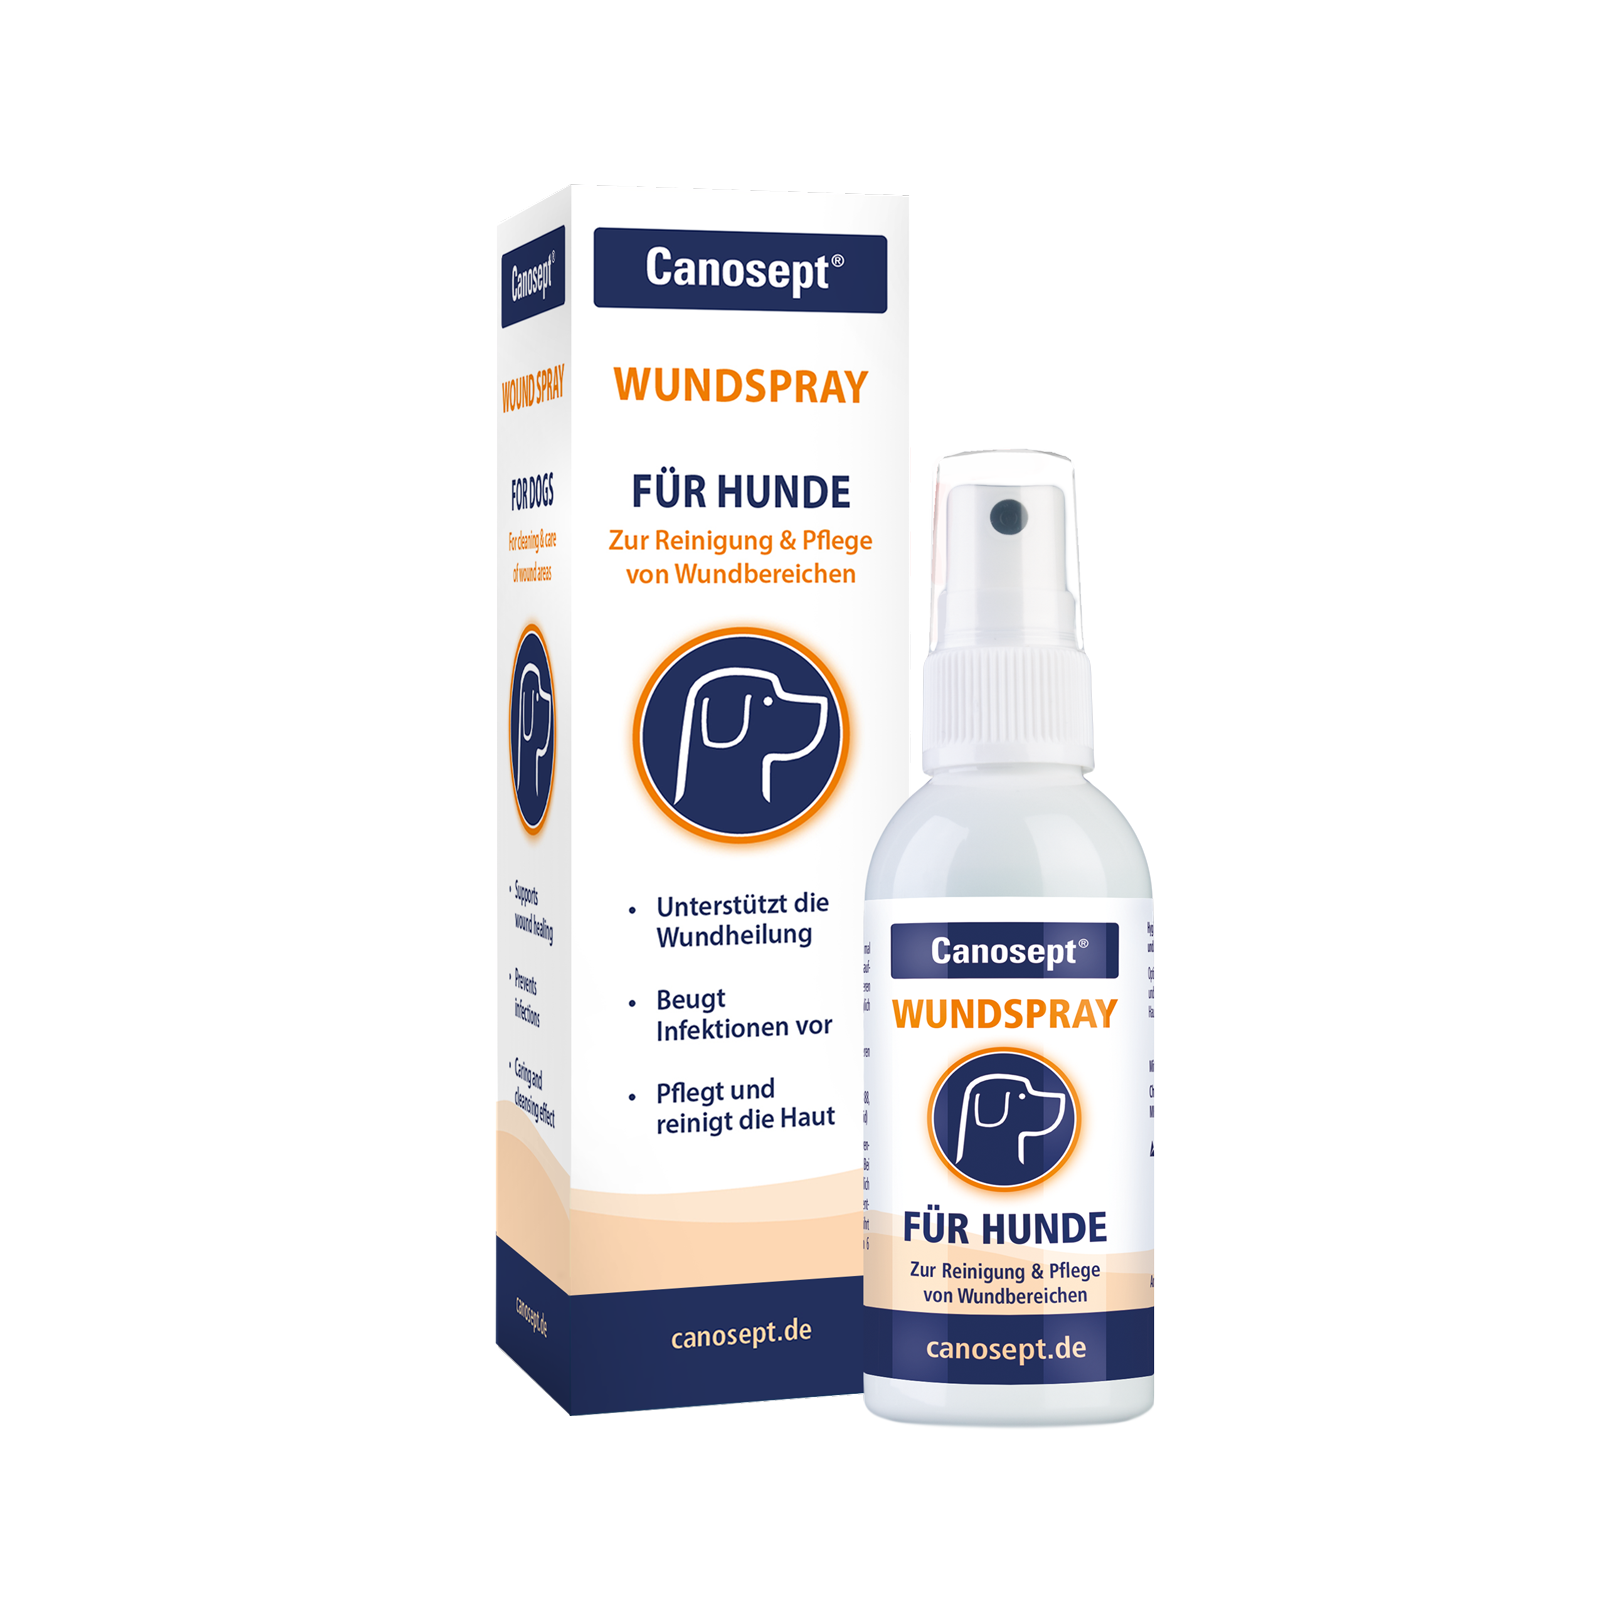 Canosept®
WOUND SPRAY
FOR DOGS
For cleaning & care
of wound areas
• Supports
wound healing
• Prevents
infections
• Caring and
cleansing effect
canosept.de
Canosept®
WUNDSPRAY
FÜR HUNDE
Zur Reinigung & Pflege
von Wundbereichen
• Unterstützt die
Wundheilung
• Beugt
Infektionen vor
• Pflegt und
reinigt die Haut
canosept.de
Canosept®
WUNDSPRAY
FÜR HUNDE
Zur Reinigung & Pflege
von Wundbereichen
canosept.de